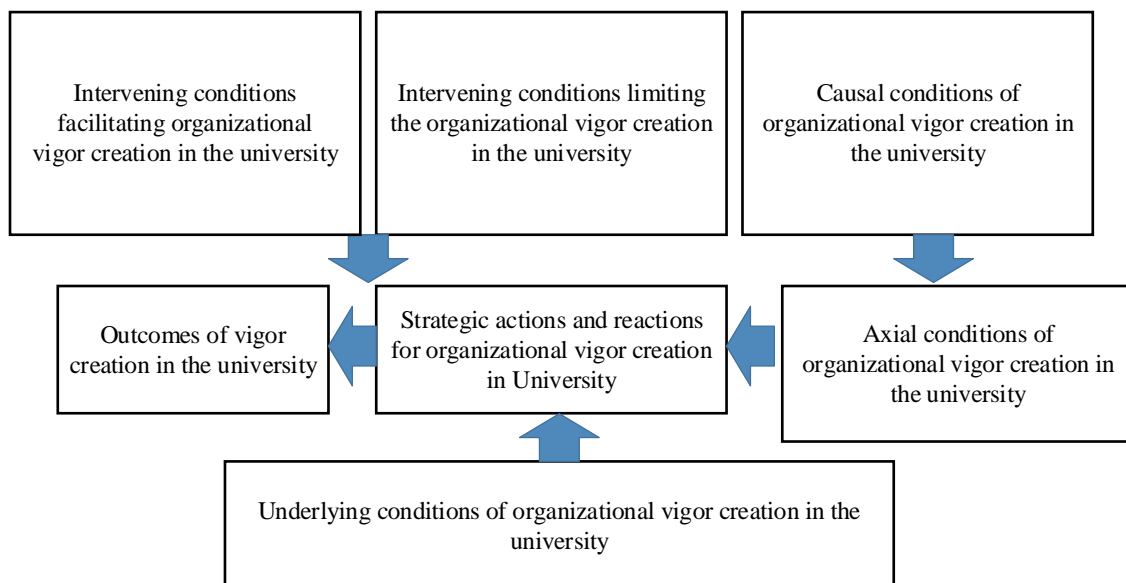 Intervening conditions
facilitating organizational
vigor creation in the university
Intervening conditions limiting
the organizational vigor creation
in the university
Causal conditions of
organizational vigor creation in
the university
Outcomes of vigor
creation in the university
Strategic actions and reactions
for organizational vigor creation
in University
Axial conditions of
organizational vigor creation in
the university
Underlying conditions of organizational vigor creation in the
university